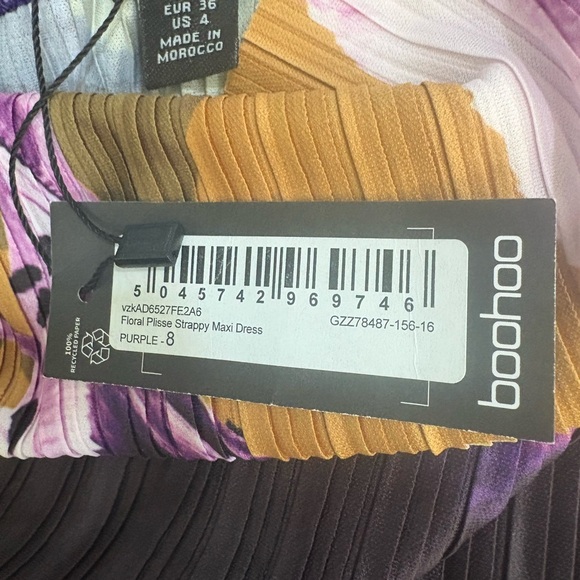 EUR 36
US 4
MADE IN
MOROCCO
5 045742 969746
vzkAD6527FE2A6
Floral Plisse Strappy Maxi Dress
GZZ78487-156-16
PURPLE - 8
100%
RECYCLED PAPER
boohoo